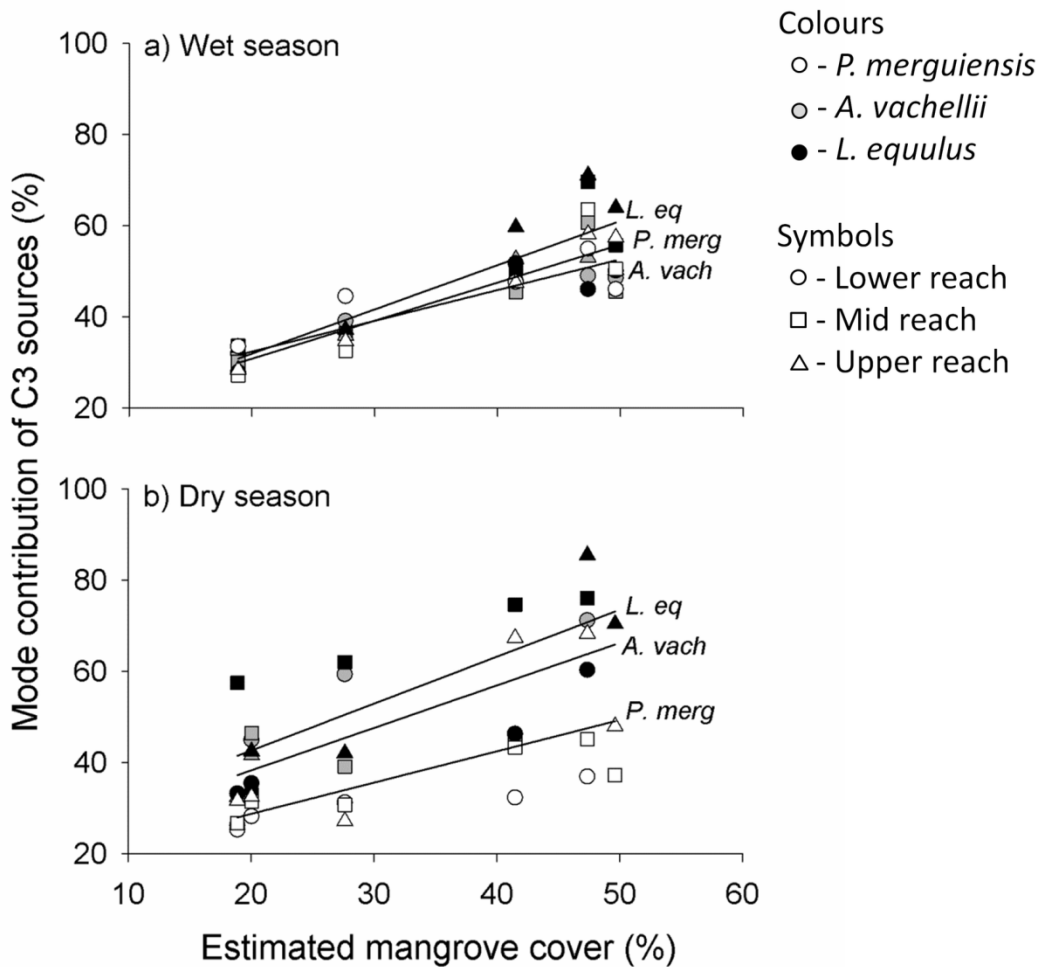 Mode contribution of C3 sources (%)
a) Wet season
100
80
60
40
20
L. eq
P. merg
A. vach
b) Dry season
100
80
60
40
20
L. eq
A. vach
P. merg
10 20 30 40 50 60
Estimated mangrove cover (%)
Colours
- P. merguiensis
- A. vachellii
- L. equulus
Symbols
- Lower reach
- Mid reach
- Upper reach